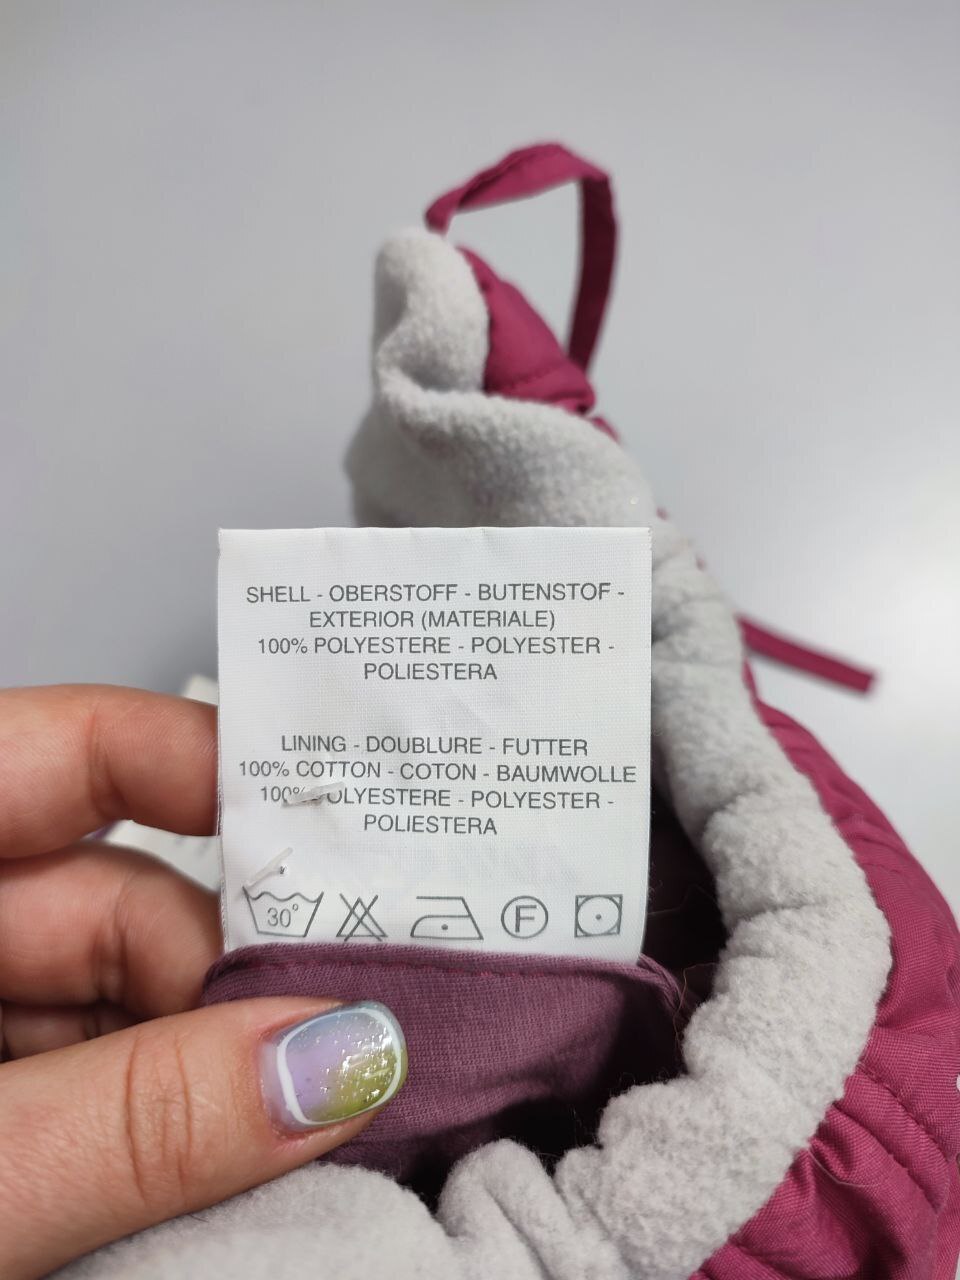 SHELL - OBERSTOFF - BUTENSTOF -
EXTERIOR (MATERIALE)
100% POLYESTERE - POLYESTER -
POLIESTERA
LINING - DOUBLURE - FUTTER
100% COTTON - COTON - BAUMWOLLE
100% POLYESTERE - POLYESTER -
POLIESTERA
30°
F